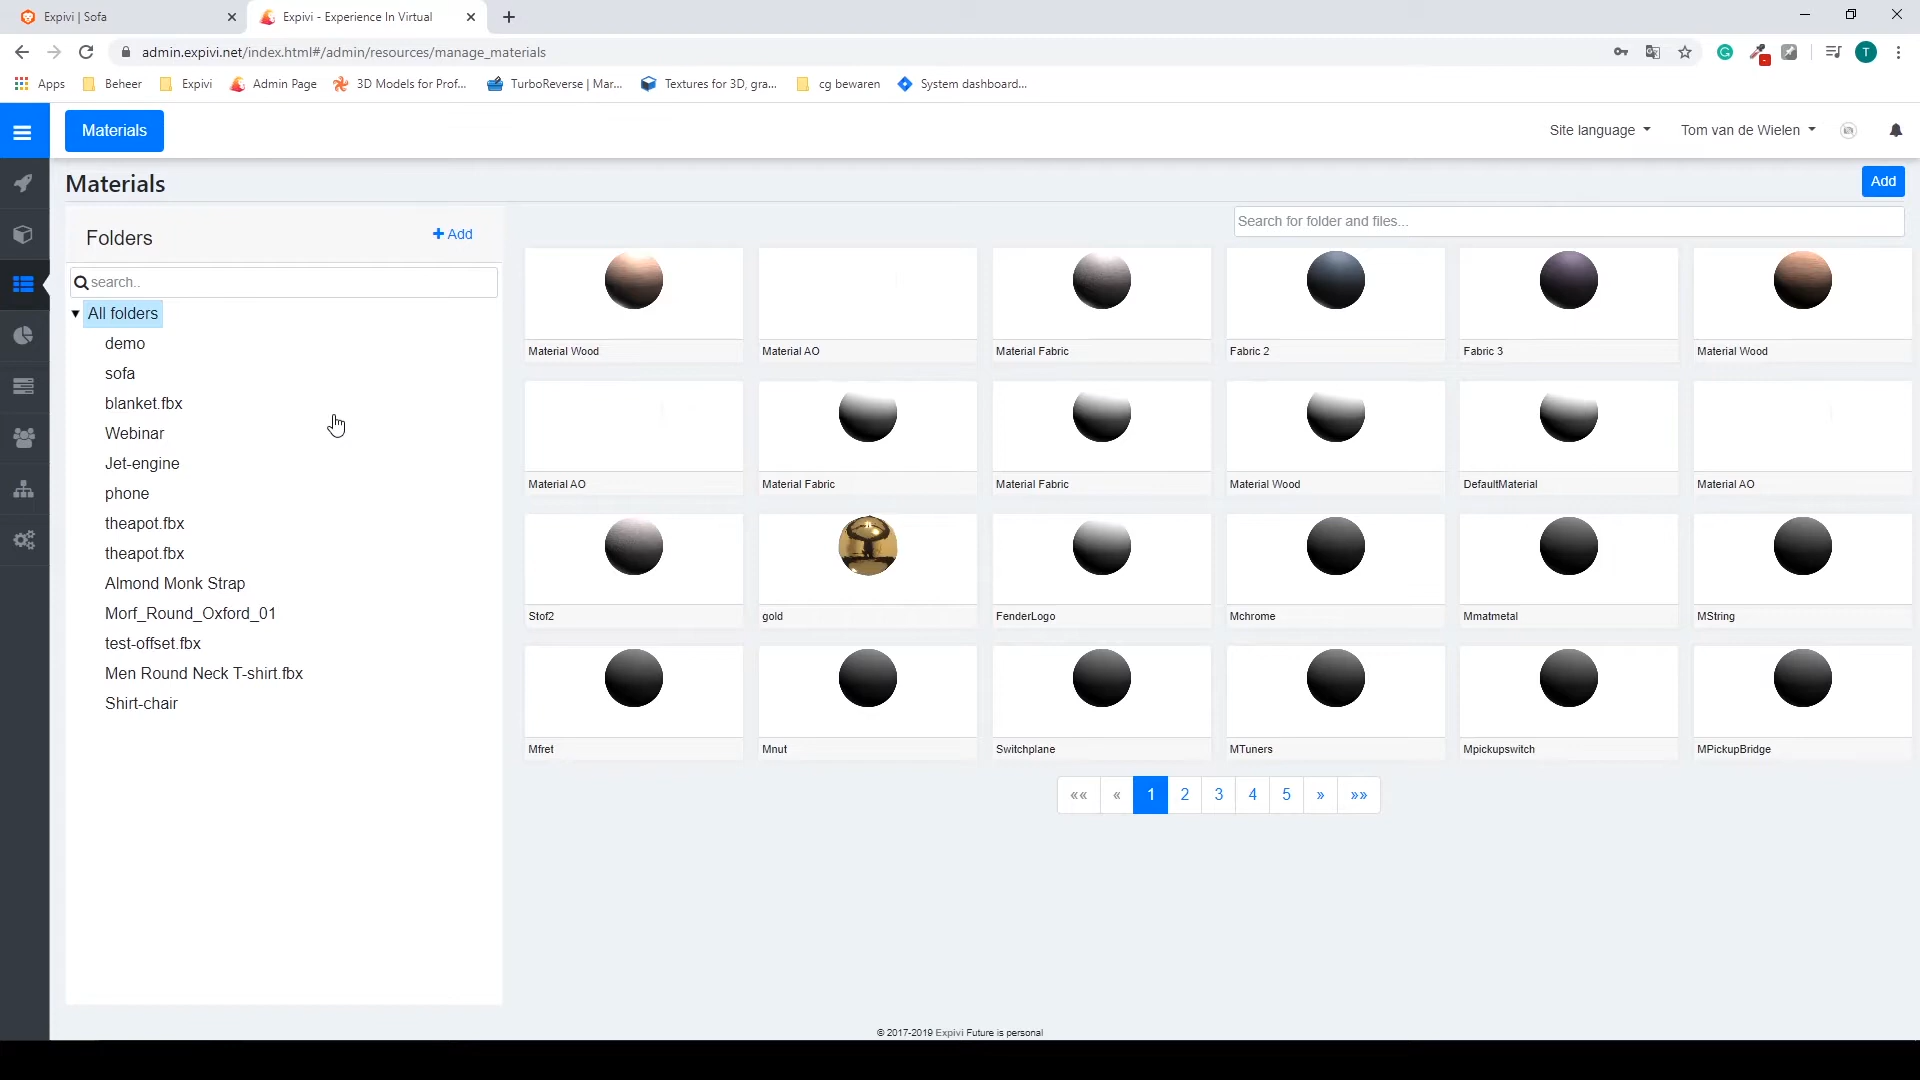 Expivi | Sofa
Expivi - Experience In Virtual
admin.expivi.net/index.html#/admin/resources/manage_materials
T
Apps
Beheer
Expivi
Admin Page
3D Models for Prof...
TurboReverse | Mar...
Textures for 3D, gra...
cg bewaren
System dashboard...
Materials
Site language
Tom van de Wielen
Materials
Add
Folders
+ Add
Search for folder and files...
search..
All folders
demo
sofa
blanket.fbx
Webinar
Jet-engine
phone
theapot.fbx
theapot.fbx
Almond Monk Strap
Morf_Round_Oxford_01
test-offset.fbx
Men Round Neck T-shirt.fbx
Shirt-chair
Material Wood
Material AO
Material Fabric
Fabric 2
Fabric 3
Material Wood
Material AO
Material Fabric
Material Fabric
Material Wood
DefaultMaterial
Material AO
Stof2
gold
FenderLogo
Mchrome
Mmatmetal
MString
Mfret
Mnut
Switchplane
MTuners
Mpickupswitch
MPickupBridge
«« « 1 2 3 4 5 » »»
© 2017-2019 Expivi Future is personal